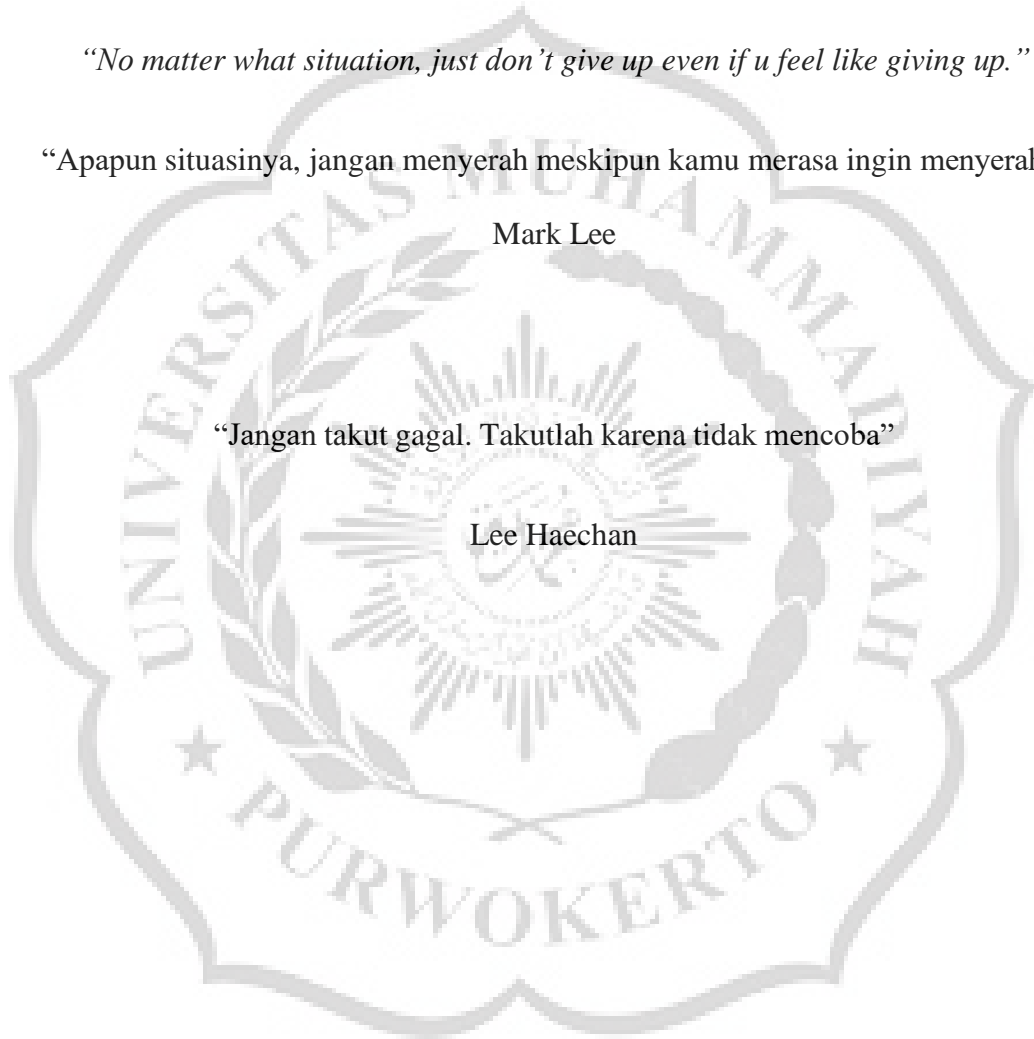 “No matter what situation, just don’t give up even if u feel like giving up.”
“Apapun situasinya, jangan menyerah meskipun kamu merasa ingin menyerah
Mark Lee
“Jangan takut gagal. Takutlah karena tidak mencoba”
Lee Haechan
UNIVERSITAS MUHAMMADIYAH
PURWOKERTO